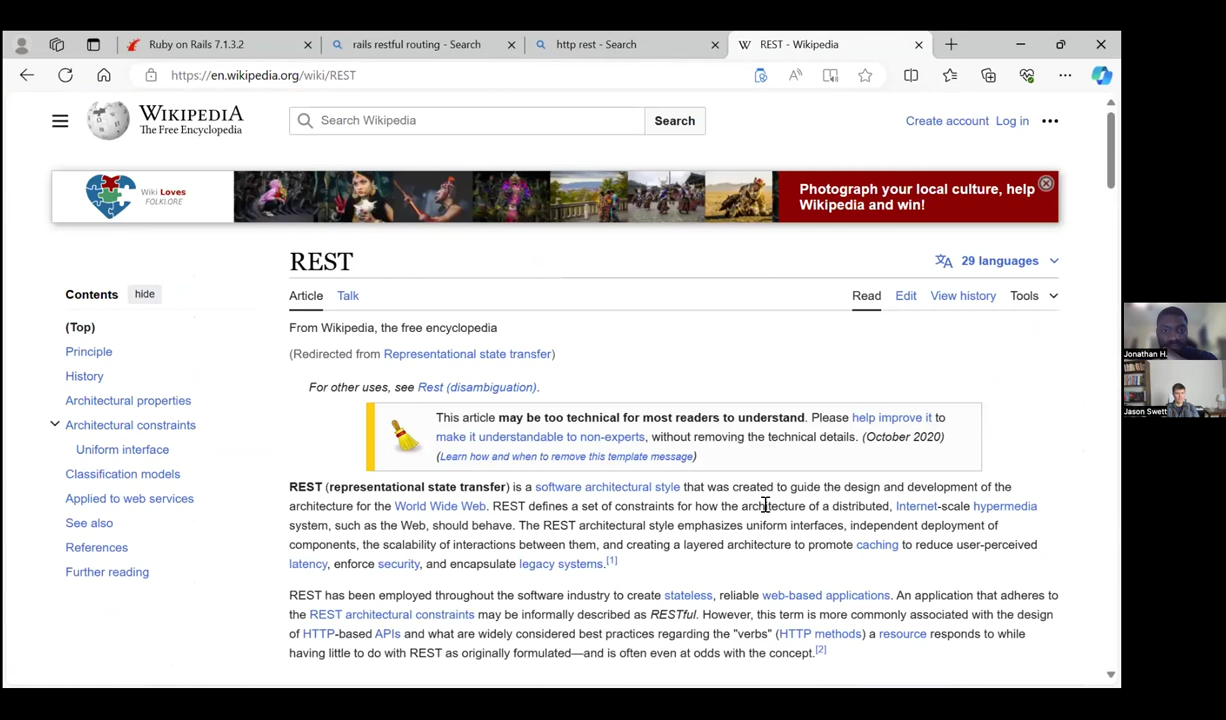 Ruby on Rails 7.1.3.2
rails restful routing - Search
http rest - Search
W REST - Wikipedia
https://en.wikipedia.org/wiki/REST
WIKIPEDIA
The Free Encyclopedia
Search Wikipedia
Search
Create account Log in
Wiki Loves
FOLKLORE
Photograph your local culture, help
Wikipedia and win!
REST
29 languages
Contents hide
(Top)
Principle
History
Architectural properties
Architectural constraints
Uniform interface
Classification models
Applied to web services
See also
References
Further reading
Article Talk
Read Edit View history Tools
From Wikipedia, the free encyclopedia
(Redirected from Representational state transfer)
For other uses, see Rest (disambiguation).
This article may be too technical for most readers to understand. Please help improve it to
make it understandable to non-experts, without removing the technical details. (October 2020)
(Learn how and when to remove this template message)
REST (representational state transfer) is a software architectural style that was created to guide the design and development of the
architecture for the World Wide Web. REST defines a set of constraints for how the architecture of a distributed, Internet-scale hypermedia
system, such as the Web, should behave. The REST architectural style emphasizes uniform interfaces, independent deployment of
components, the scalability of interactions between them, and creating a layered architecture to promote caching to reduce user-perceived
latency, enforce security, and encapsulate legacy systems.[1]
REST has been employed throughout the software industry to create stateless, reliable web-based applications. An application that adheres to
the REST architectural constraints may be informally described as RESTful. However, this term is more commonly associated with the design
of HTTP-based APIs and what are widely considered best practices regarding the "verbs" (HTTP methods) a resource responds to while
having little to do with REST as originally formulated—and is often even at odds with the concept.[2]
Jonathan H.
Jason Swett